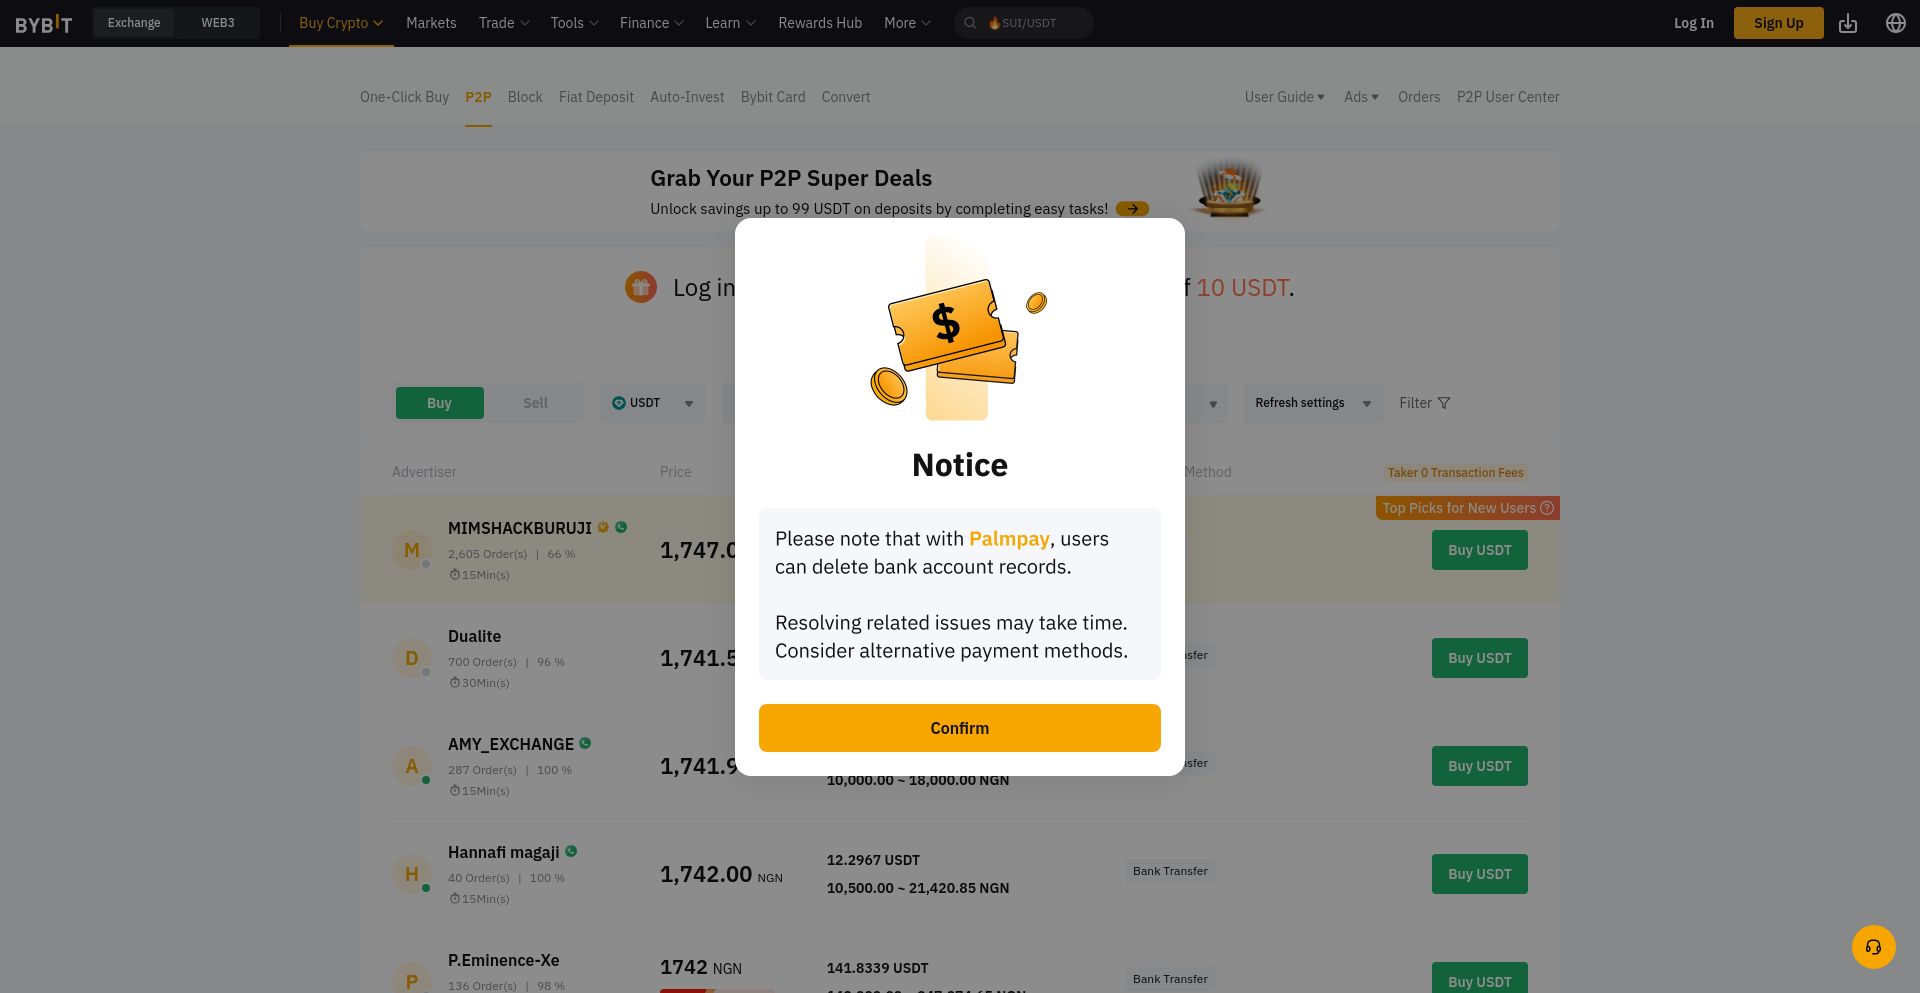 BYBIT
Exchange
WEB3
Buy Crypto
Markets
Trade
Tools
Finance
Learn
Rewards Hub
More
SUI/USDT
Log In
Sign Up
One-Click Buy
P2P
Block
Fiat Deposit
Auto-Invest
Bybit Card
Convert
User Guide
Ads
Orders
P2P User Center
Grab Your P2P Super Deals
Unlock savings up to 99 USDT on deposits by completing easy tasks!
Log in
10 USDT.
Buy
Sell
USDT
Refresh settings
Filter
Advertiser
Price
Method
Taker 0 Transaction Fees
Top Picks for New Users
M
MIMSHACKBURUJI
2,605 Order(s) | 66 %
15Min(s)
1,747.0
Buy USDT
D
Dualite
700 Order(s) | 96 %
30Min(s)
1,741.5
Buy USDT
A
AMY_EXCHANGE
287 Order(s) | 100 %
15Min(s)
1,741.9
10,000.00 ~ 18,000.00 NGN
Buy USDT
H
Hannafi magaji
40 Order(s) | 100 %
15Min(s)
1,742.00 NGN
12.2967 USDT
10,500.00 ~ 21,420.85 NGN
Bank Transfer
Buy USDT
P
P.Eminence-Xe
136 Order(s) | 98 %
1742 NGN
141.8339 USDT
Bank Transfer
Buy USDT
$
Notice
Please note that with Palmpay, users
can delete bank account records.
Resolving related issues may take time.
Consider alternative payment methods.
Confirm